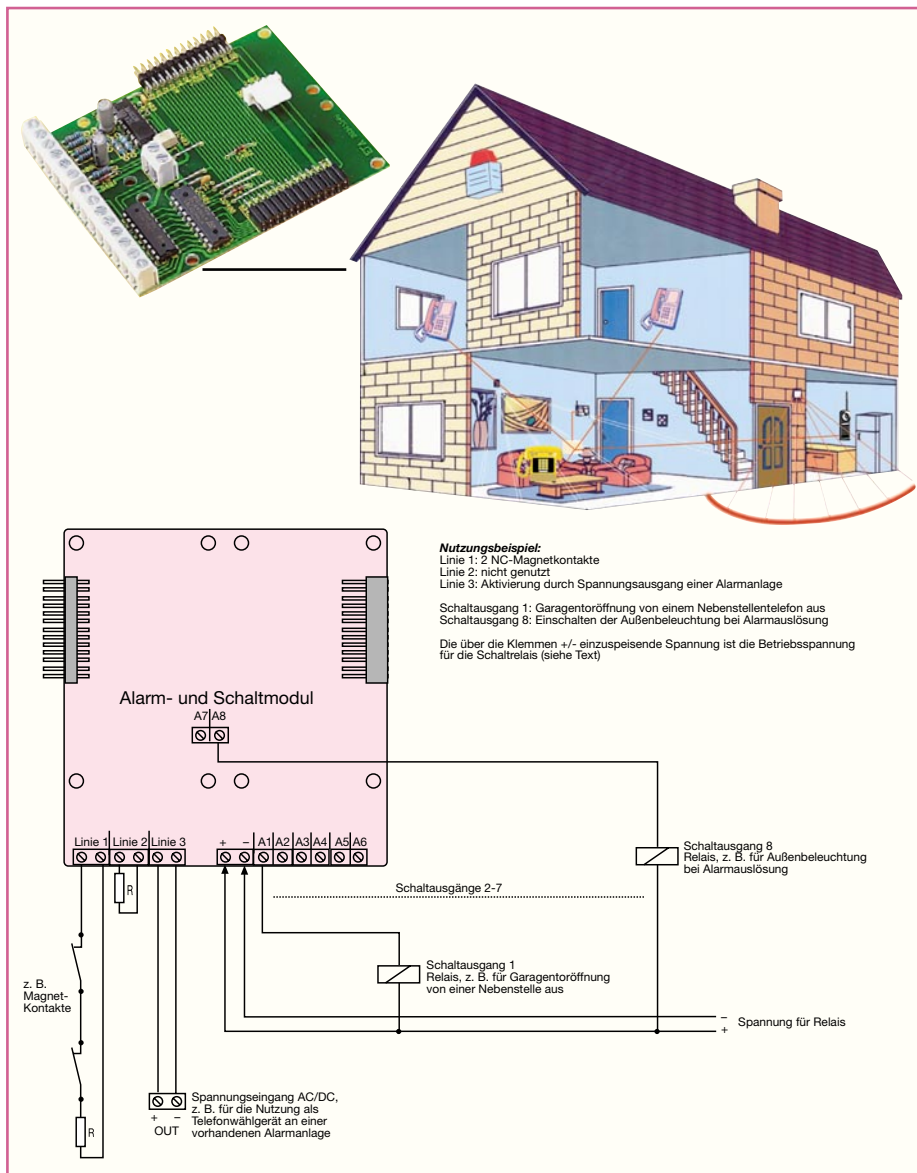 Nutzungsbeispiel:
Linie 1: 2 NC-Magnetkontakte
Linie 2: nicht genutzt
Linie 3: Aktivierung durch Spannungsausgang einer Alarmanlage
Schaltausgang 1: Garagentoröffnung von einem Nebenstellentelefon aus
Schaltausgang 8: Einschalten der Außenbeleuchtung bei Alarmauslösung
Die über die Klemmen +/- einzuspeisende Spannung ist die Betriebsspannung
für die Schaltrelais (siehe Text)
Alarm- und Schaltmodul
A7 A8
Linie 1 Linie 2 Linie 3 + – A1 A2 A3 A4 A5 A6
R
Schaltausgang 8
Relais, z. B. für Außenbeleuchtung
bei Alarmauslösung
Schaltausgänge 2-7
Schaltausgang 1
Relais, z. B. für Garagentoröffnung
von einer Nebenstelle aus
z. B.
Magnet-
Kontakte
–
+
Spannung für Relais
R
+ –
OUT
Spannungseingang AC/DC,
z. B. für die Nutzung als
Telefonwählgerät an einer
vorhandenen Alarmanlage